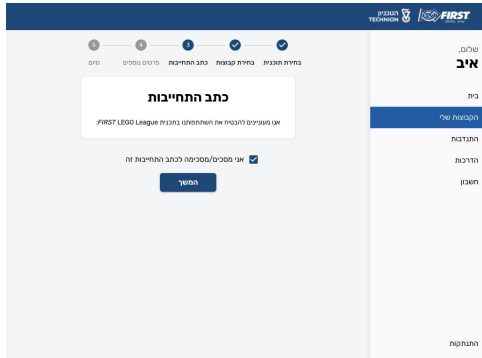 הטכניון
TECHNION
FIRST
שלום,
איב
בית
הקבוצות שלי
התנדבות
הדרכות
חשבון
התנתקות
בחירת תוכנית
בחירת קבוצות
3 כתב התחייבות
4 פרטים נוספים
5 סיום
כתב התחייבות
אנו מעוניינים להבטיח את השתתפותנו בתכנית FIRST LEGO League:
אני מסכים/מסכימה לכתב התחייבות זה
המשך